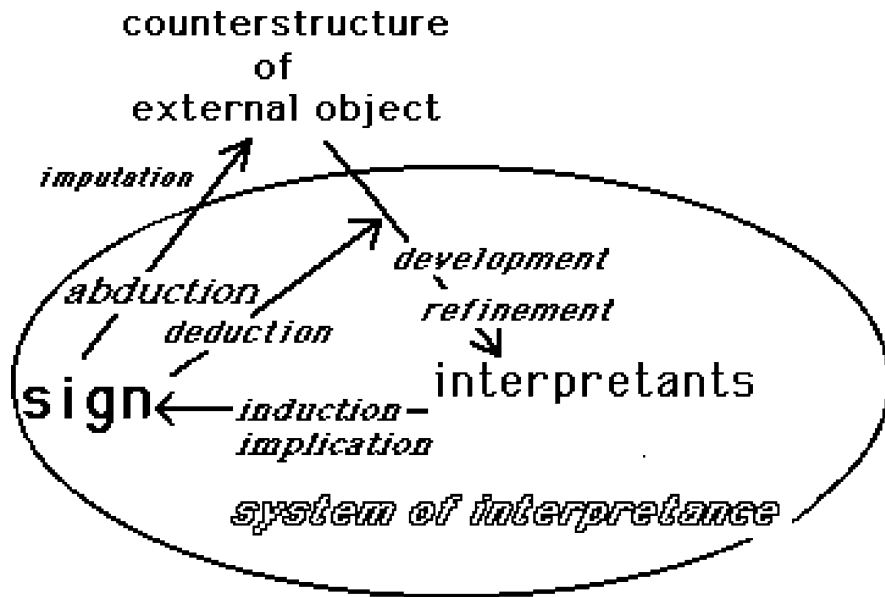 counterstructure
of
external object
imputation
abduction
development
deduction
refinement
interpretants
sign
induction–
implication
system of interpretance